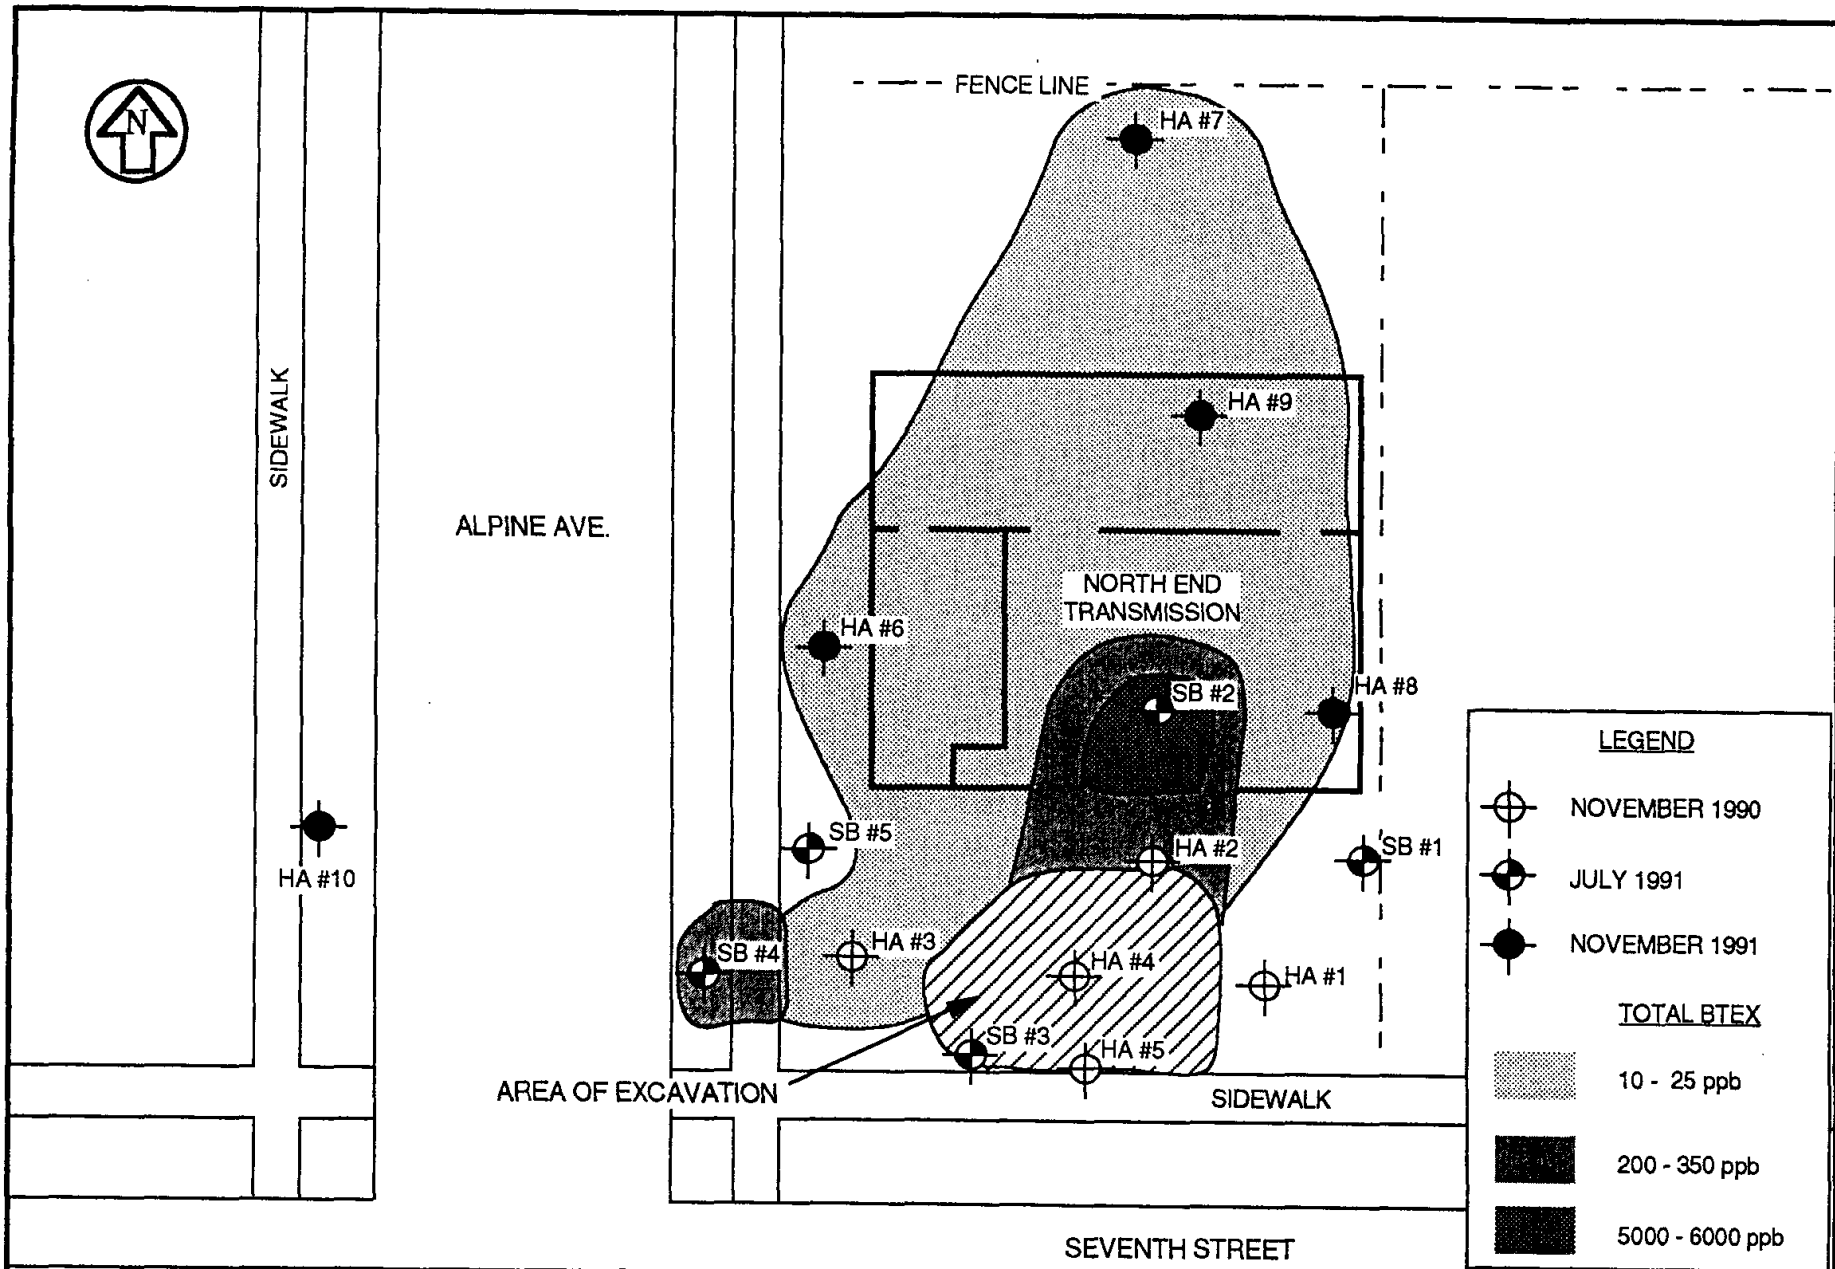 FENCE LINE
N
HA #7
SIDEWALK
HA #9
ALPINE AVE.
NORTH END
TRANSMISSION
HA #6
SB #2
HA #8
SB #5
HA #2
SB #1
HA #10
SB #4
HA #3
HA #4
HA #1
SB #3
HA #5
AREA OF EXCAVATION
SIDEWALK
SEVENTH STREET
LEGEND
NOVEMBER 1990
JULY 1991
NOVEMBER 1991
TOTAL BTEX
10 - 25 ppb
200 - 350 ppb
5000 - 6000 ppb